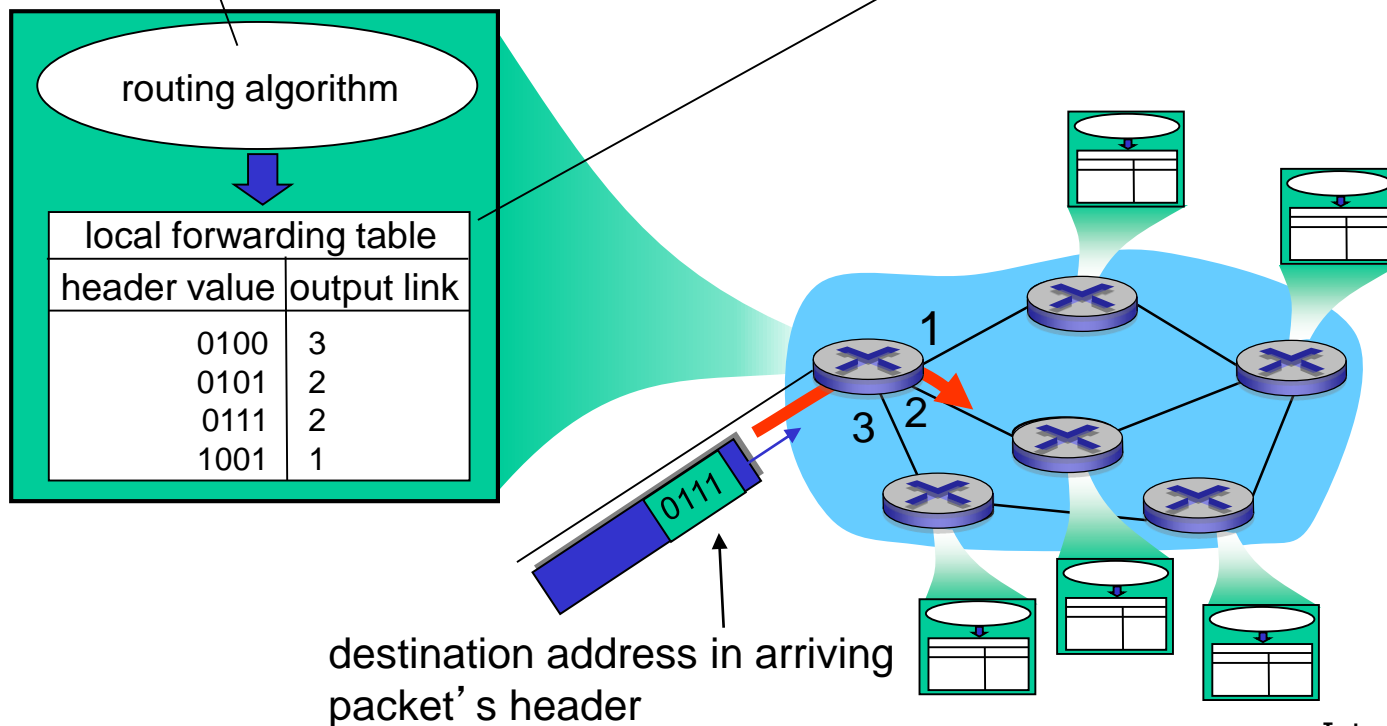 routing algorithm
local forwarding table
header value output link
0100 3
0101 2
0111 2
1001 1
1
2
3
0111
destination address in arriving
packet’s header